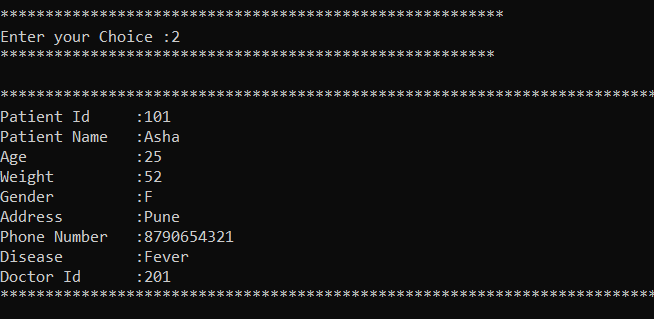 ********************************************************
Enter your Choice :2
*******************************************************
*************************************************************************
Patient Id     :101
Patient Name   :Asha
Age            :25
Weight         :52
Gender         :F
Address        :Pune
Phone Number   :8790654321
Disease        :Fever
Doctor Id      :201
*************************************************************************